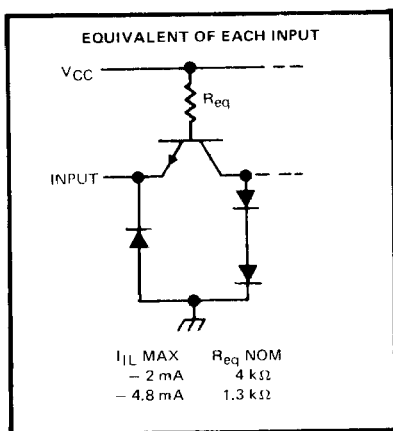 EQUIVALENT OF EACH INPUT
VCC
Req
INPUT
IIL MAX Req NOM
– 2 mA 4 kΩ
– 4.8 mA 1.3 kΩ